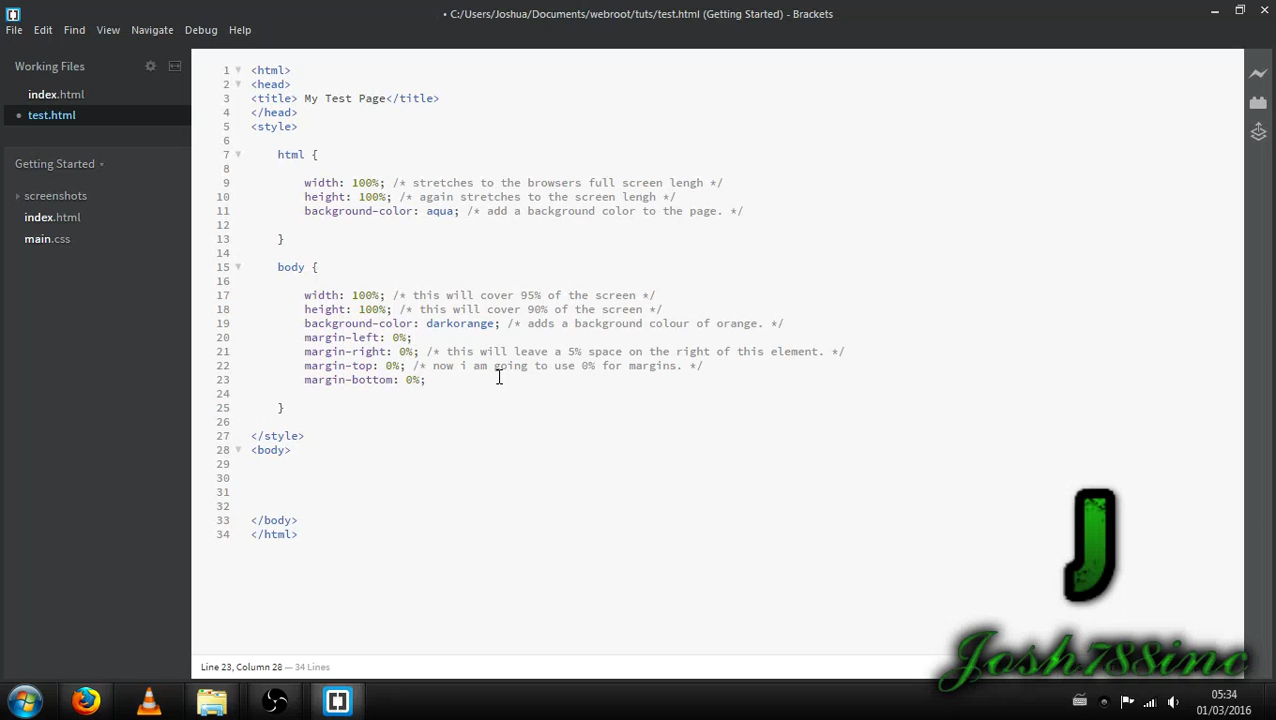 • C:/Users/Joshua/Documents/webroot/tuts/test.html (Getting Started) - Brackets
File Edit Find View Navigate Debug Help
Working Files
index.html
• test.html
Getting Started
screenshots
index.html
main.css
1 <html>
2 <head>
3 <title> My Test Page</title>
4 </head>
5 <style>
6
7 html {
8
9 width: 100%; /* stretches to the browsers full screen lengh */
10 height: 100%; /* again stretches to the screen lengh */
11 background-color: aqua; /* add a background color to the page. */
12
13 }
14
15 body {
16
17 width: 100%; /* this will cover 95% of the screen */
18 height: 100%; /* this will cover 90% of the screen */
19 background-color: darkorange; /* adds a background colour of orange. */
20 margin-left: 0%;
21 margin-right: 0%; /* this will leave a 5% space on the right of this element. */
22 margin-top: 0%; /* now i am going to use 0% for margins. */
23 margin-bottom: 0%;
24
25 }
26
27 </style>
28 <body>
29
30
31
32
33 </body>
34 </html>
J
Josh788inc
Line 23, Column 28 — 34 Lines
05:34
01/03/2016